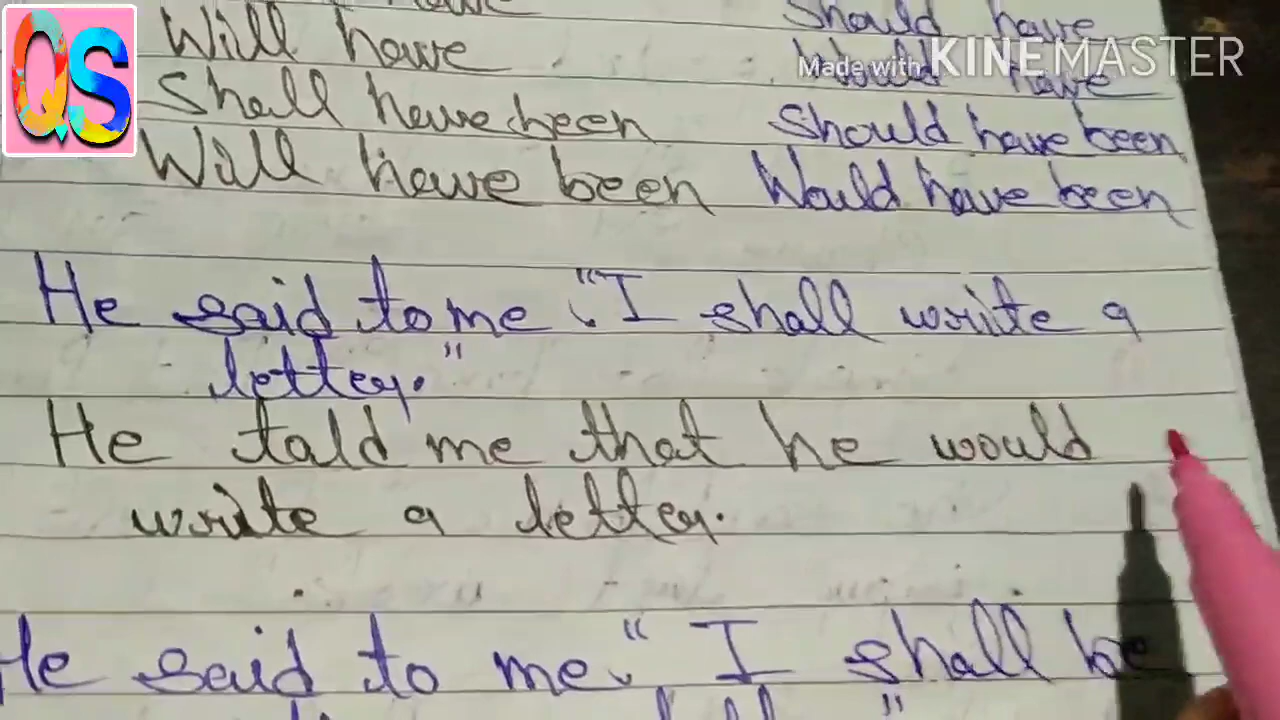 QS
Will have Should have
Made with KINEMASTER
Would have
Shall have been Should have been
Will have been Would have been
He said to me, "I shall write a
letter."
He told me that he would
write a letter.
He said to me, "I shall be